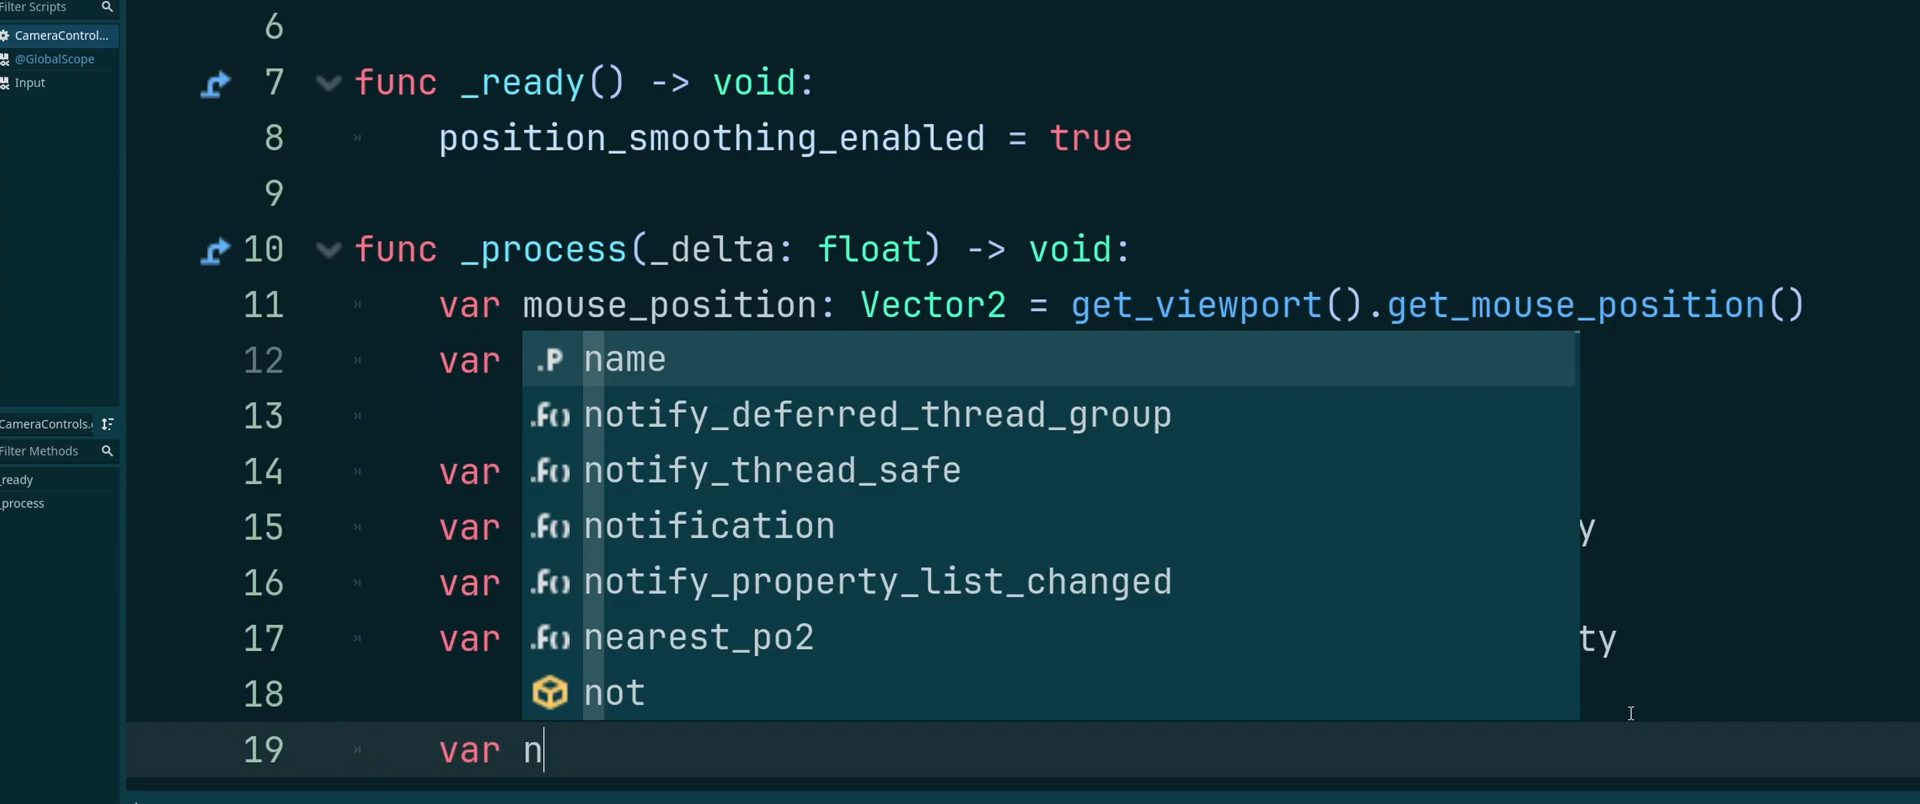 Filter Scripts
CameraControl...
@GlobalScope
Input
CameraControls.
Filter Methods
_ready
_process
6
7 func _ready() -> void:
8 position_smoothing_enabled = true
9
10 func _process(_delta: float) -> void:
11 var mouse_position: Vector2 = get_viewport().get_mouse_position()
12 var
13
14 var
15 var y
16 var
17 var ty
18
19 var n
.P name
.F() notify_deferred_thread_group
.F() notify_thread_safe
.F() notification
.F() notify_property_list_changed
.F() nearest_po2
not